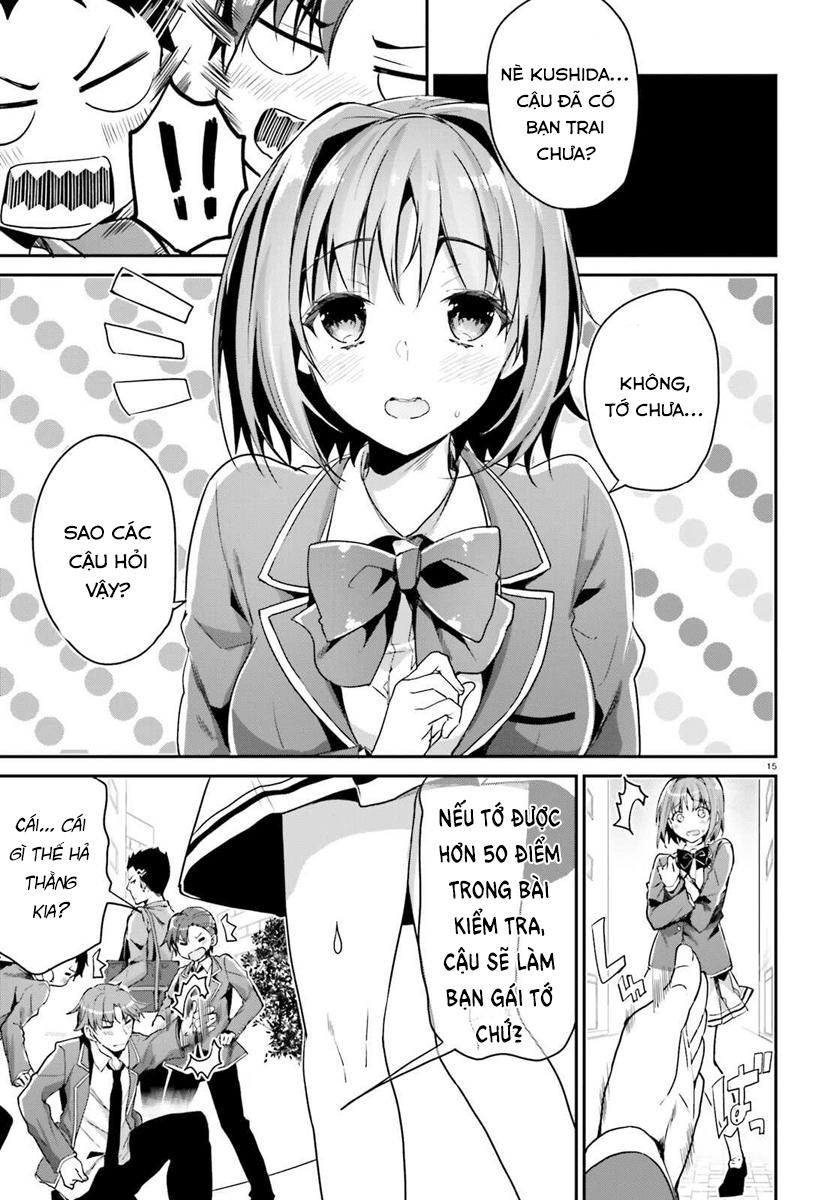 NÈ KUSHIDA...
CẬU ĐÃ CÓ
BẠN TRAI
CHƯA?
!!
KHÔNG,
TỚ CHƯA...
SAO CÁC
CẬU HỎI
VẬY?
15
NẾU TỚ ĐƯỢC
HƠN 50 ĐIỂM
TRONG BÀI
KIỂM TRA,
CẬU SẼ LÀM
BẠN GÁI TỚ
CHỨ?
CÁI... CÁI
GÌ THẾ HẢ
THẰNG
KIA?